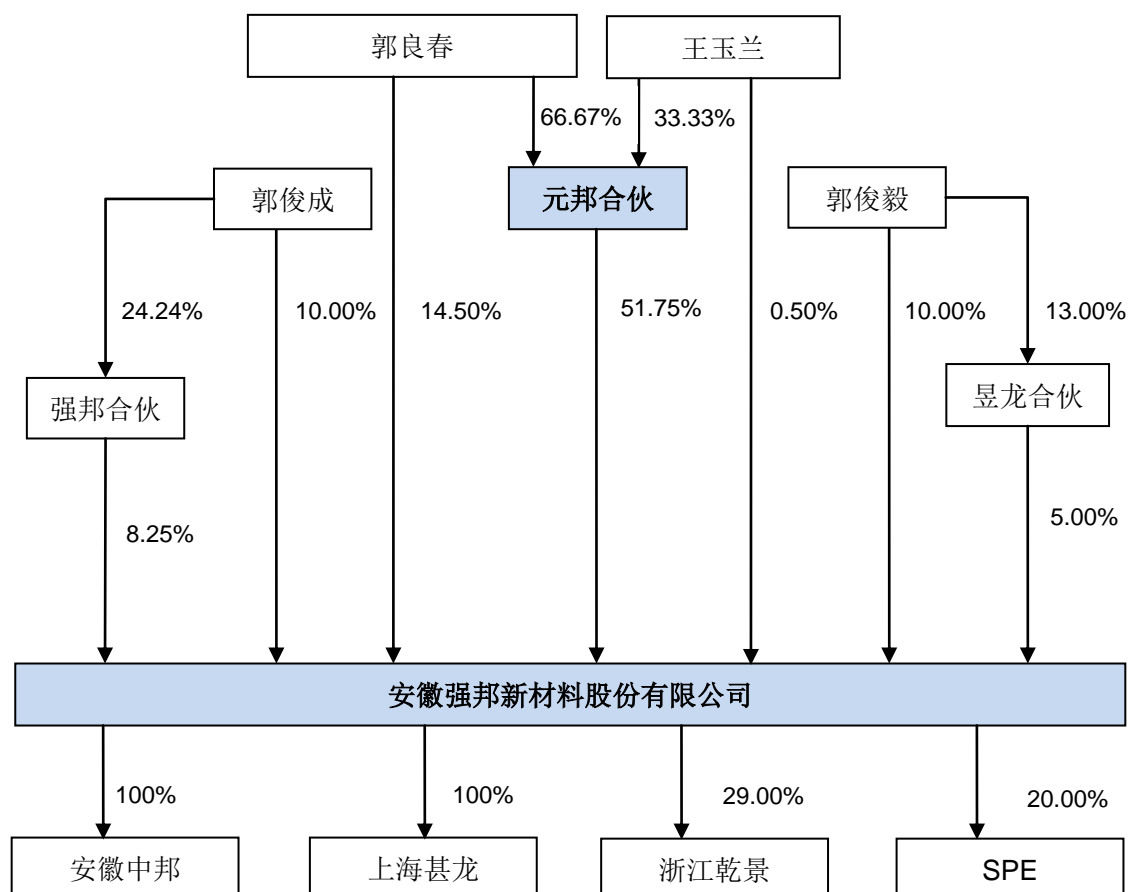 郭良春
王玉兰
66.67%
33.33%
郭俊成
元邦合伙
郭俊毅
24.24%
10.00%
14.50%
51.75%
0.50%
10.00%
13.00%
强邦合伙
昱龙合伙
8.25%
5.00%
安徽强邦新材料股份有限公司
100%
100%
29.00%
20.00%
安徽中邦
上海甚龙
浙江乾景
SPE